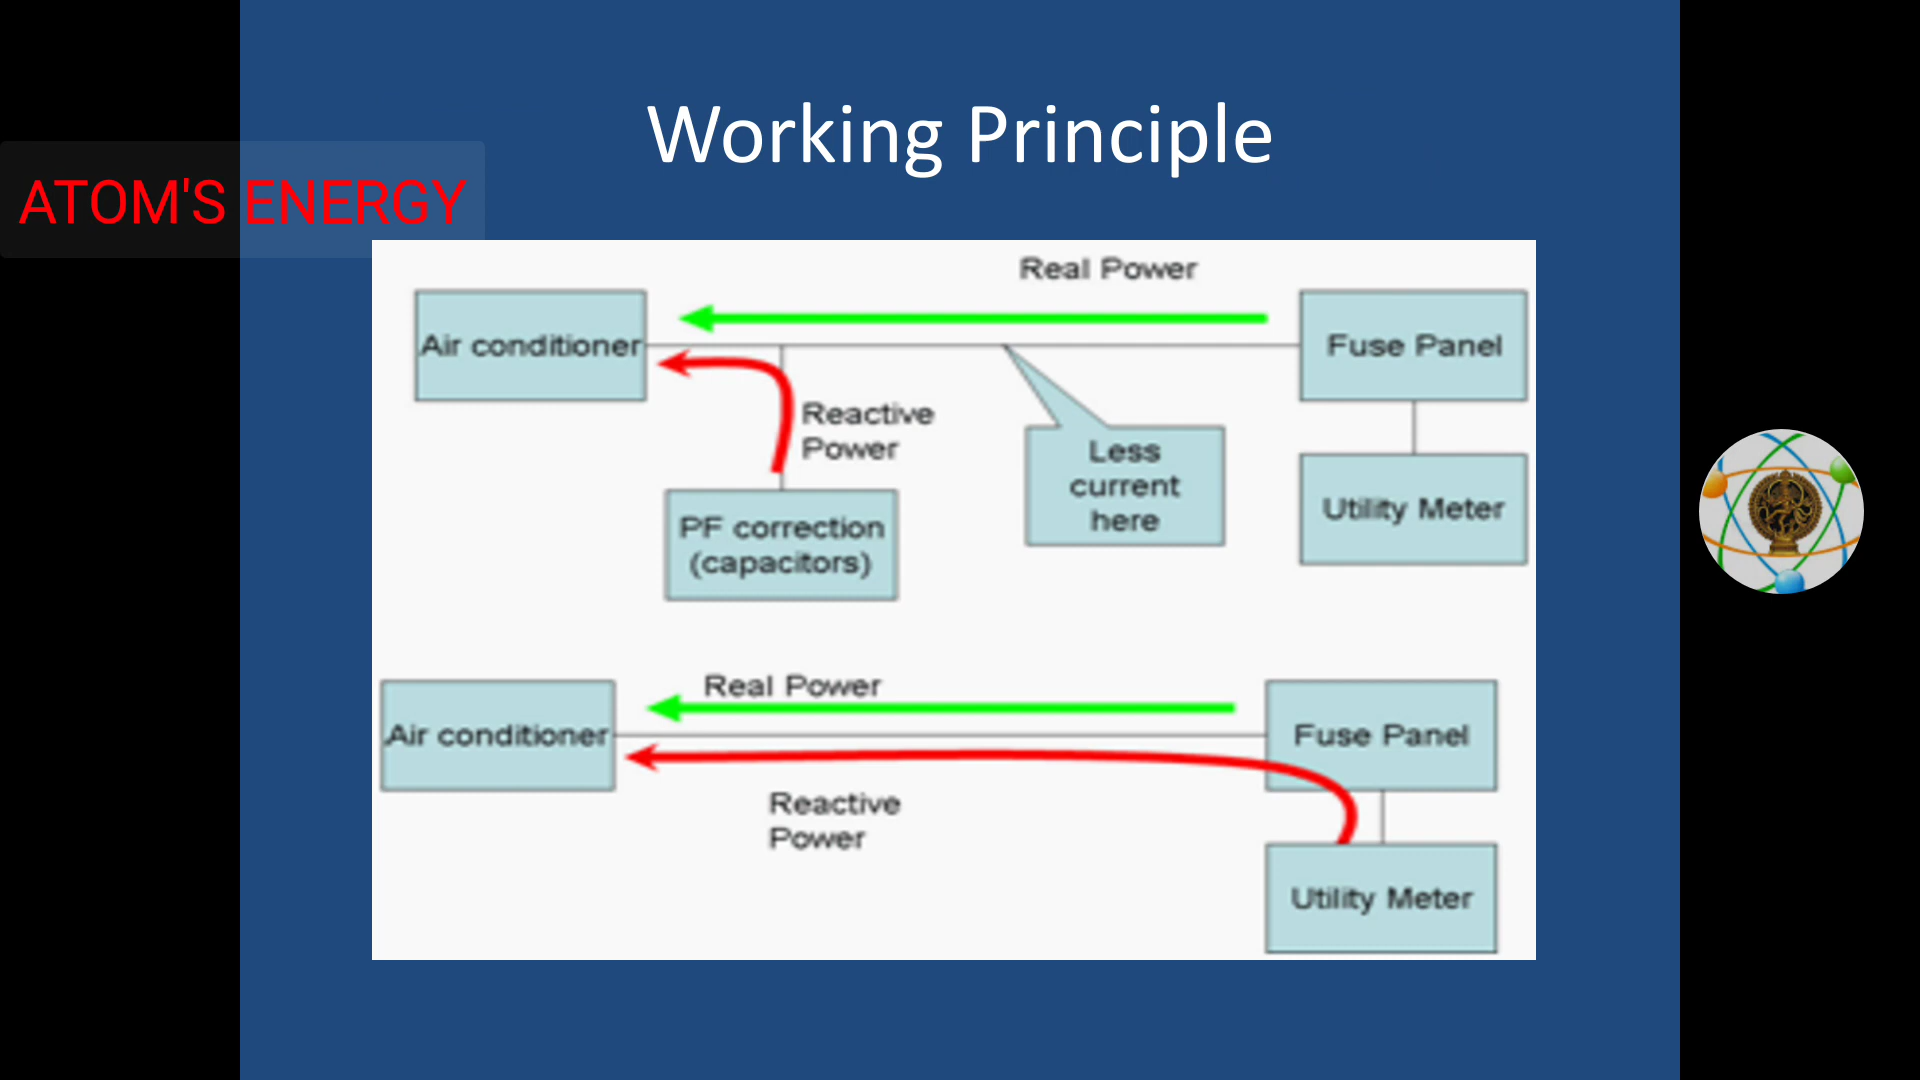 Working Principle
ATOM'S ENERGY
Real Power
Air conditioner
Fuse Panel
Reactive
Power
Less
current
here
Utility Meter
PF correction
(capacitors)
Real Power
Air conditioner
Fuse Panel
Reactive
Power
Utility Meter